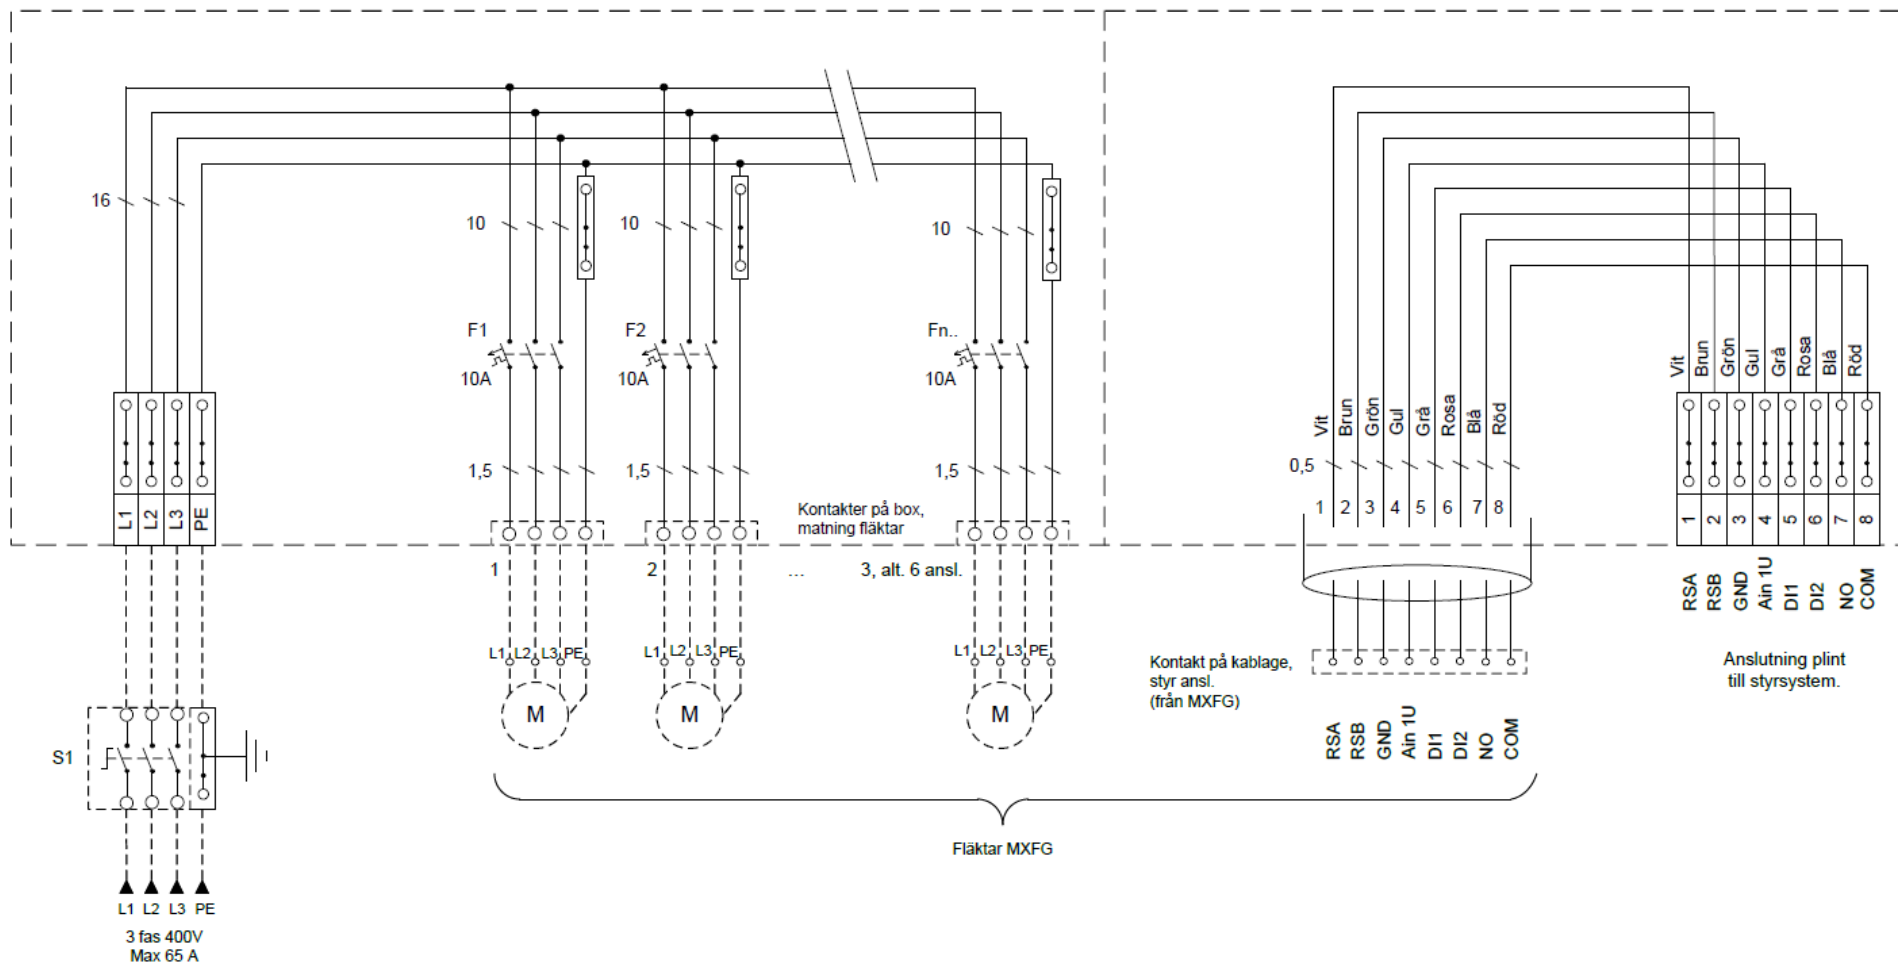 16
10
10
10
F1
F2
Fn..
10A
10A
10A
Vit
Brun
Grön
Gul
Grå
Rosa
Blå
Röd
Vit
Brun
Grön
Gul
Grå
Rosa
Blå
Röd
1,5
1,5
1,5
0,5
1 2 3 4 5 6 7 8
L1 L2 L3 PE
Kontakter på box,
matning fläktar
1 2 3 4 5 6 7 8
1
2
...
3, alt. 6 ansl.
RSA
RSB
GND
Ain 1U
DI1
DI2
NO
COM
L1 L2 L3 PE
L1 L2 L3 PE
L1 L2 L3 PE
Kontakt på kablage,
styr ansl.
(från MXFG)
Anslutning plint
till styrsystem.
M
M
M
RSA
RSB
GND
Ain 1U
DI1
DI2
NO
COM
S1
Fläktar MXFG
L1 L2 L3 PE
3 fas 400V
Max 65 A